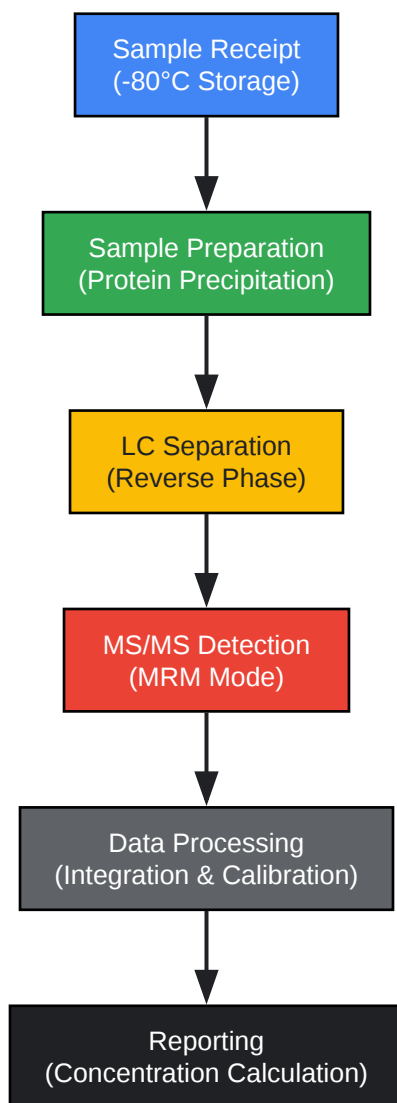 Sample Receipt
(-80°C Storage)
Sample Preparation
(Protein Precipitation)
LC Separation
(Reverse Phase)
MS/MS Detection
(MRM Mode)
Data Processing
(Integration & Calibration)
Reporting
(Concentration Calculation)